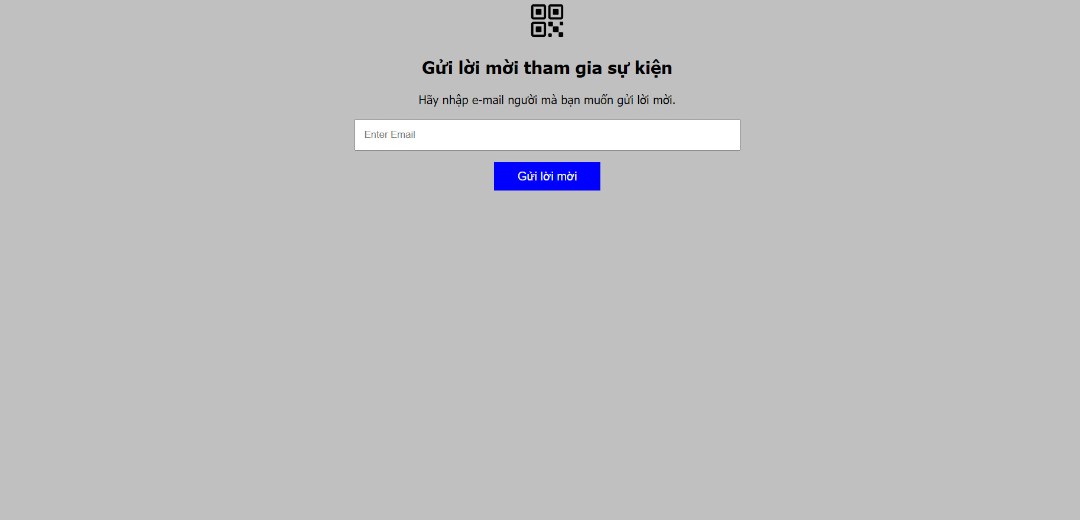 Gửi lời mời tham gia sự kiện
Hãy nhập e-mail người mà bạn muốn gửi lời mời.
Enter Email
Gửi lời mời